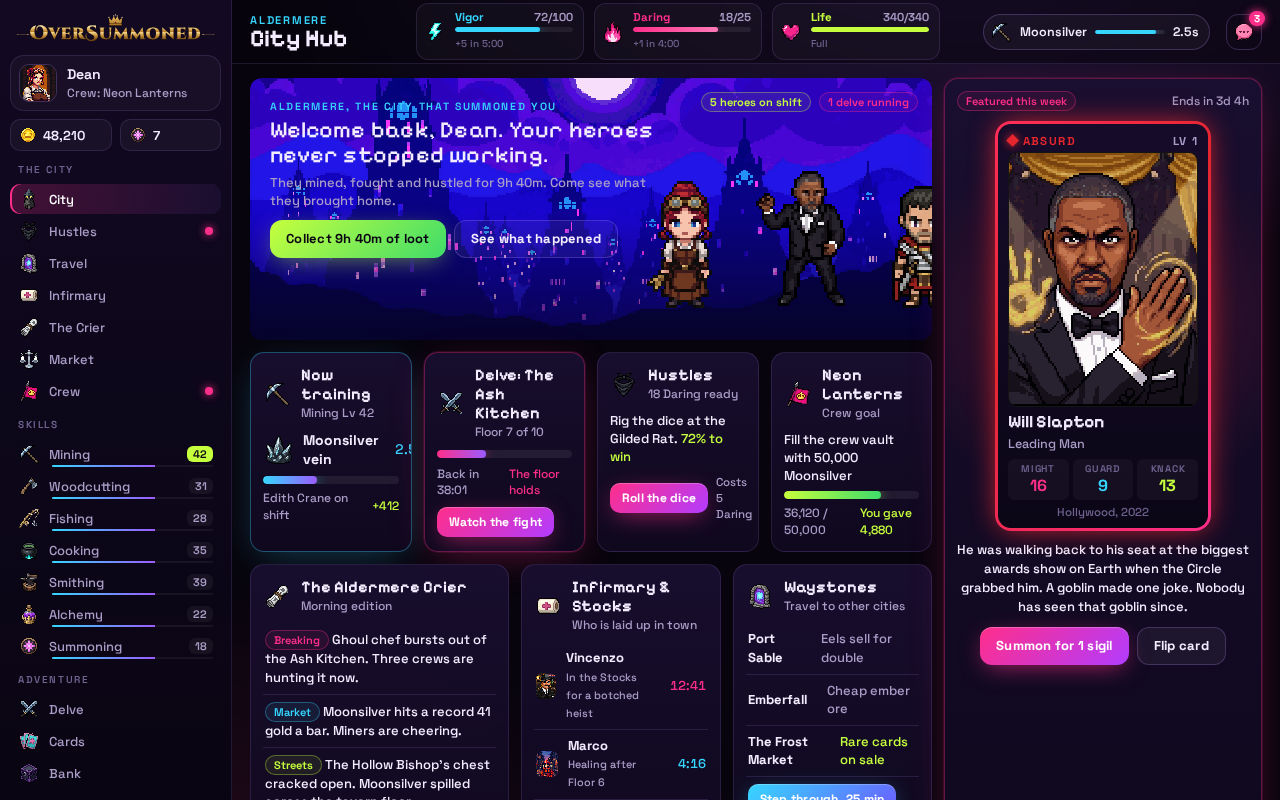 OVERSUMMONED
Dean
Crew: Neon Lanterns
48,210
7
THE CITY
City
Hustles
Travel
Infirmary
The Crier
Market
Crew
SKILLS
Mining 42
Woodcutting 31
Fishing 28
Cooking 35
Smithing 39
Alchemy 22
Summoning 18
ADVENTURE
Delve
Cards
Bank
ALDERMERE
City Hub
Vigor 72/100
+5 in 5:00
Daring 18/25
+1 in 4:00
Life 340/340
Full
Moonsilver 2.5s
3
ALDERMERE, THE CITY THAT SUMMONED YOU
5 heroes on shift
1 delve running
Welcome back, Dean. Your heroes
never stopped working.
They mined, fought and hustled for 9h 40m. Come see what
they brought home.
Collect 9h 40m of loot
See what happened
Now
training
Mining Lv 42
Moonsilver
vein
2.5
Edith Crane on
shift
+412
Delve: The
Ash
Kitchen
Floor 7 of 10
Back in
38:01
The floor
holds
Watch the fight
Hustles
18 Daring ready
Rig the dice at the
Gilded Rat. 72% to
win
Roll the dice
Costs
5
Daring
Neon
Lanterns
Crew goal
Fill the crew vault
with 50,000
Moonsilver
36,120 /
50,000
You gave
4,880
The Aldermere Crier
Morning edition
Breaking Ghoul chef bursts out of
the Ash Kitchen. Three crews are
hunting it now.
Market Moonsilver hits a record 41
gold a bar. Miners are cheering.
Streets The Hollow Bishop's chest
cracked open. Moonsilver spilled
across the tavern floor.
Infirmary &
Stocks
Who is laid up in town
Vincenzo
In the Stocks
for a botched
heist
12:41
Marco
Healing after
Floor 6
4:16
Waystones
Travel to other cities
Port
Sable
Eels sell for
double
Emberfall
Cheap ember
ore
The Frost
Market
Rare cards
on sale
Step through, 25 min
Featured this week
Ends in 3d 4h
ABSURD
LV 1
Will Slapton
Leading Man
MIGHT
16
GUARD
9
KNACK
13
Hollywood, 2022
He was walking back to his seat at the biggest
awards show on Earth when the Circle
grabbed him. A goblin made one joke. Nobody
has seen that goblin since.
Summon for 1 sigil
Flip card